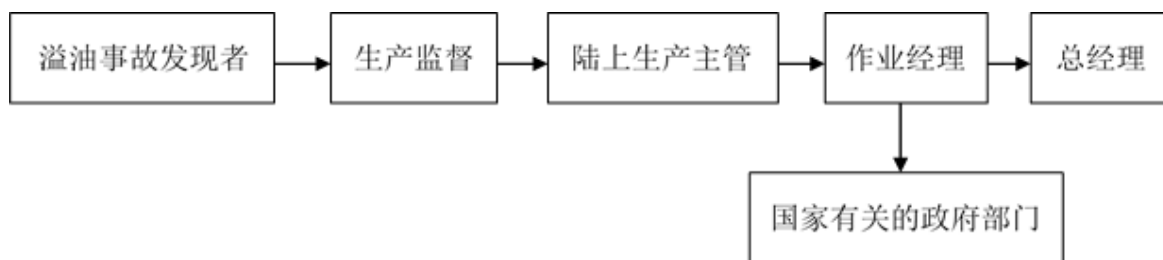 溢油事故发现者
生产监督
陆上生产主管
作业经理
总经理
国家有关的政府部门